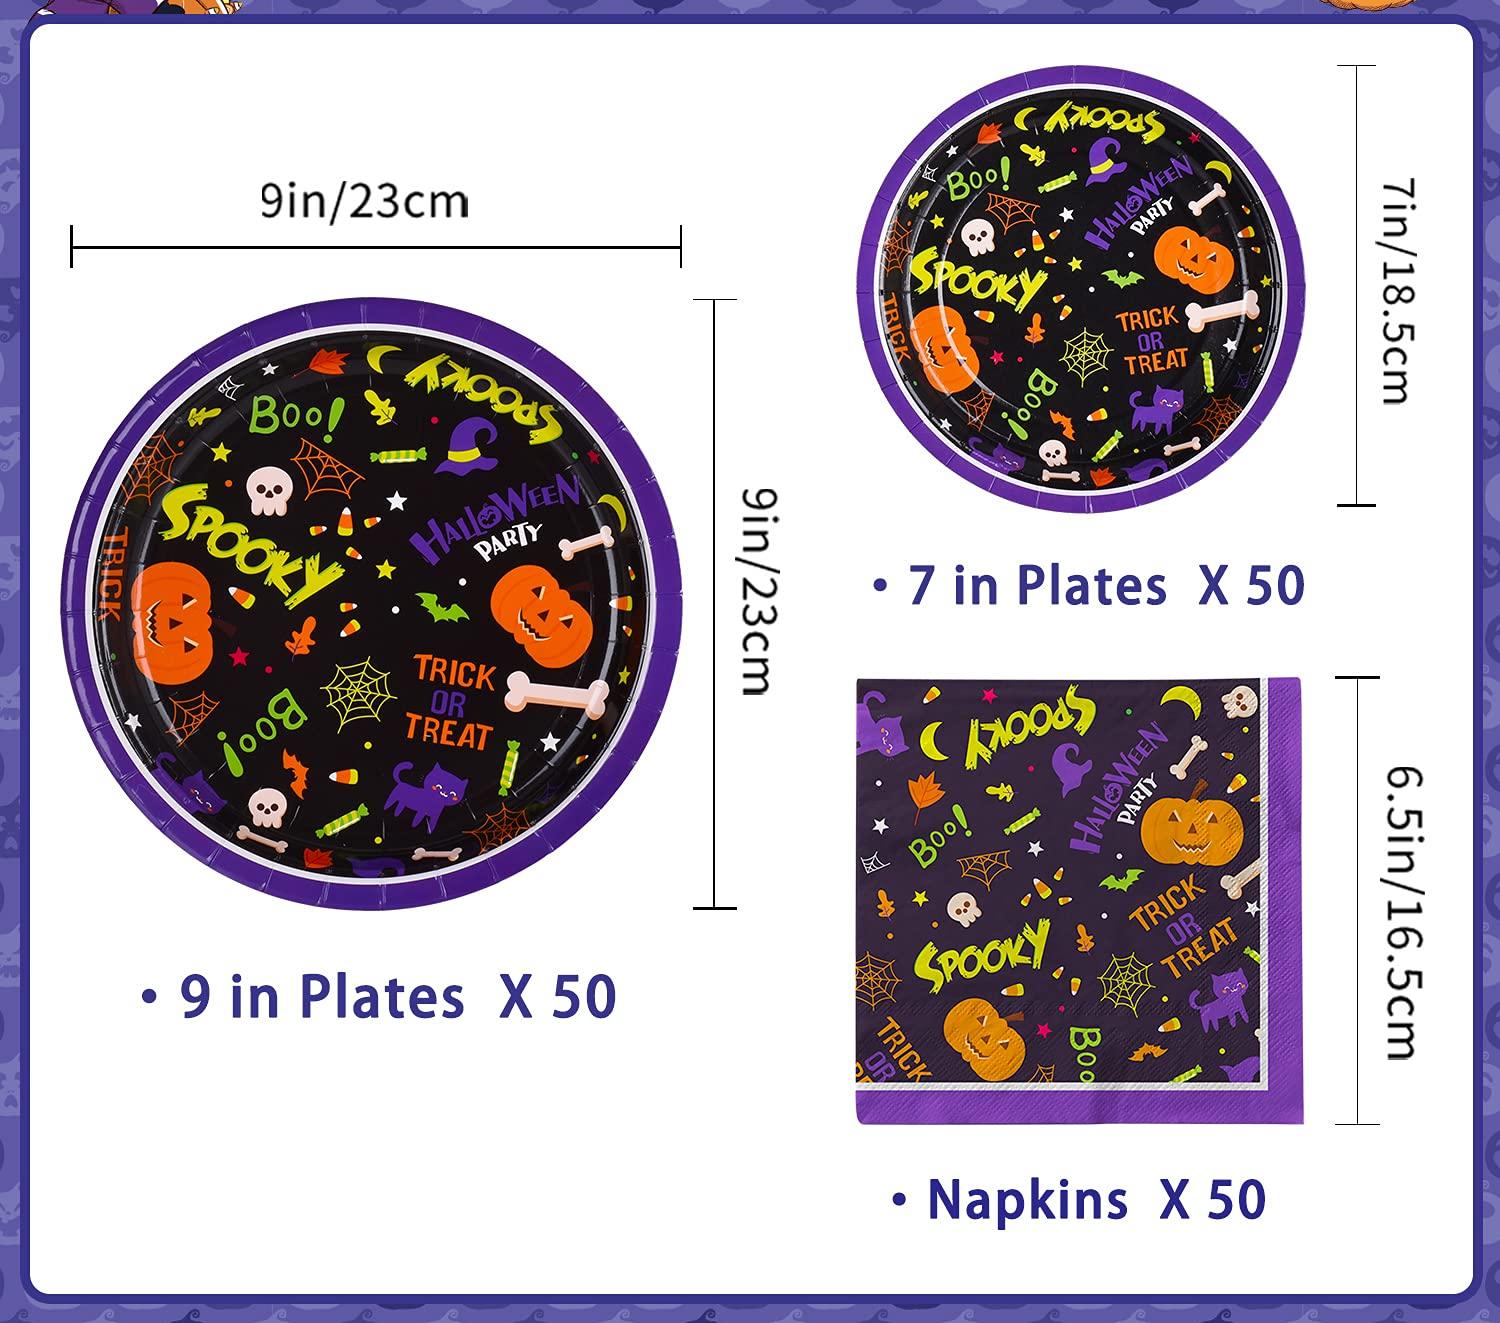 9in/23cm
9in/23cm
SPOOKY
BOO!
SPOOKY
HALLOWEEN
PARTY
TRICK
TRICK
OR
TREAT
BOO!
• 9 in Plates X 50
7in/18.5cm
SPOOKY
BOO!
HALLOWEEN
PARTY
SPOOKY
TRICK
TRICK
OR
TREAT
BOO!
• 7 in Plates X 50
6.5in/16.5cm
SPOOKY
HALLOWEEN
PARTY
BOO!
TRICK
OR
TREAT
SPOOKY
TRICK
OR
BOO
• Napkins X 50